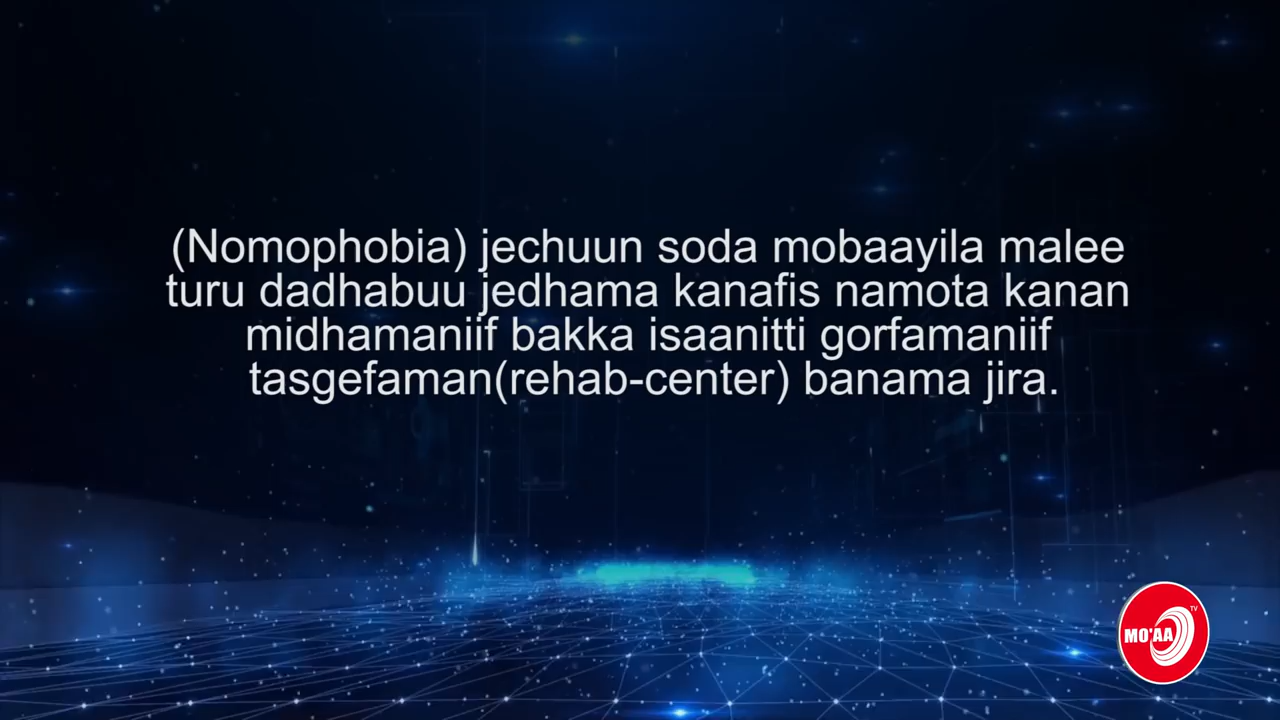 (Nomophobia) jechuun soda mobaayila malee
turu dadhabuu jedhama kanafis namota kanan
midhamaniif bakka isaanitti gorfamaniif
tasgefaman(rehab-center) banama jira.
MO'AA TV